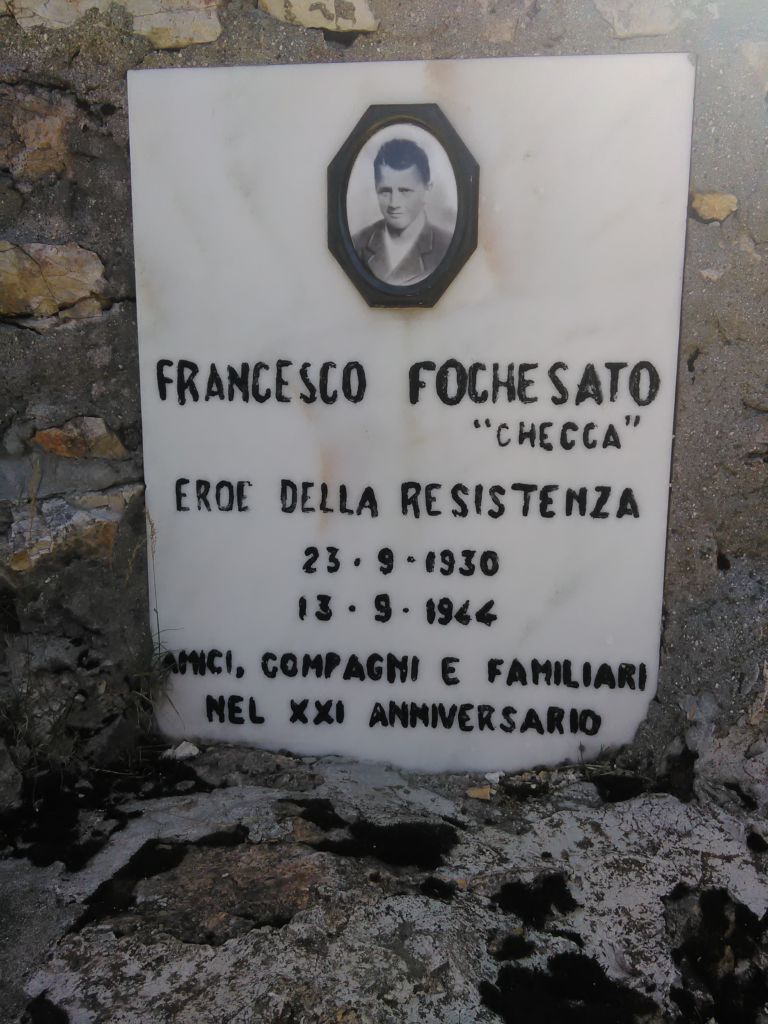 FRANCESCO FOCHESATO
"CHECCA"
EROE DELLA RESISTENZA
23·9·1930
13·9·1944
AMICI, COMPAGNI E FAMILIARI
NEL XXI ANNIVERSARIO